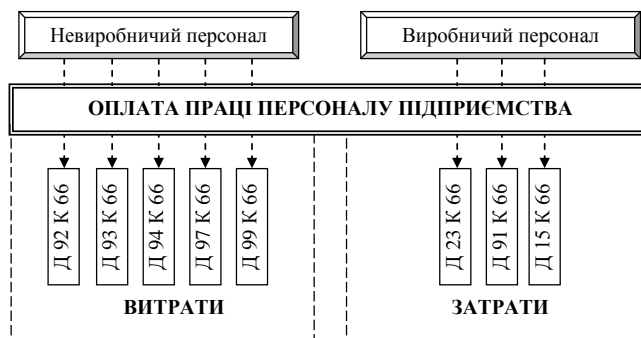 Невиробничий персонал
Виробничий персонал
ОПЛАТА ПРАЦІ ПЕРСОНАЛУ ПІДПРИЄМСТВА
Д 92 К 66
Д 93 К 66
Д 94 К 66
Д 97 К 66
Д 99 К 66
Д 23 К 66
Д 91 К 66
Д 15 К 66
ВИТРАТИ
ЗАТРАТИ